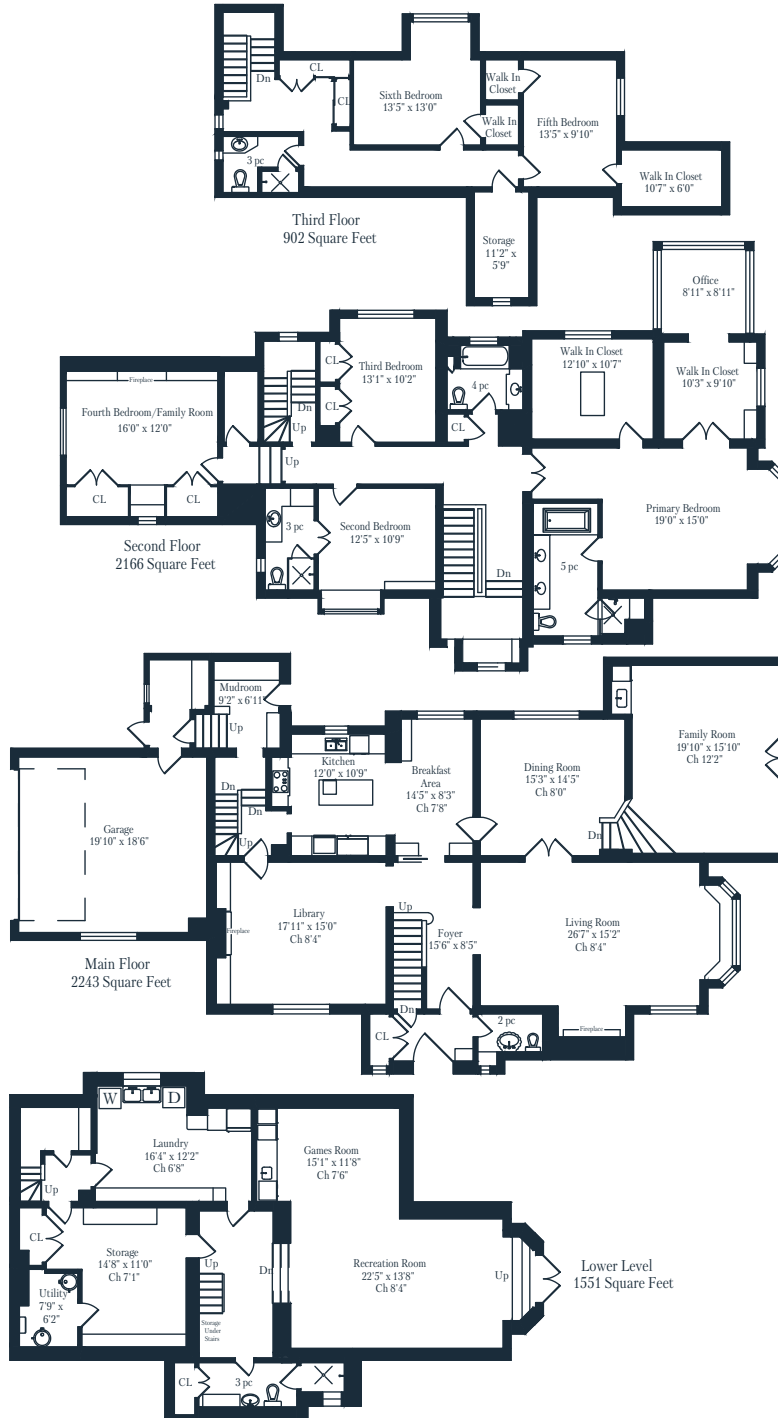 CL
Dn
CL
Sixth Bedroom
13'5" x 13'0"
Walk In
Closet
Walk In
Closet
Fifth Bedroom
13'5" x 9'10"
3 pc
Walk In Closet
10'7" x 6'0"
Third Floor
902 Square Feet
Storage
11'2" x
5'9"
Office
8'11" x 8'11"
Fireplace
Fourth Bedroom/Family Room
16'0" x 12'0"
CL
CL
Dn
Up
Up
CL
CL
Third Bedroom
13'1" x 10'2"
4 pc
CL
Walk In Closet
12'10" x 10'7"
Walk In Closet
10'3" x 9'10"
Primary Bedroom
19'0" x 15'0"
3 pc
Second Bedroom
12'5" x 10'9"
Dn
5 pc
Second Floor
2166 Square Feet
Mudroom
9'2" x 6'11"
Up
Kitchen
12'0" x 10'9"
Breakfast
Area
14'5" x 8'3"
Ch 7'8"
Dining Room
15'3" x 14'5"
Ch 8'0"
Family Room
19'10" x 15'10"
Ch 12'2"
Garage
19'10" x 18'6"
Dn
Dn
Up
Dn
Library
17'11" x 15'0"
Ch 8'4"
Fireplace
Up
Foyer
15'6" x 8'5"
Living Room
26'7" x 15'2"
Ch 8'4"
Main Floor
2243 Square Feet
Dn
CL
2 pc
Fireplace
W
D
Laundry
16'4" x 12'2"
Ch 6'8"
Games Room
15'1" x 11'8"
Ch 7'6"
Up
CL
Storage
14'8" x 11'0"
Ch 7'1"
Up
Dn
Recreation Room
22'5" x 13'8"
Ch 8'4"
Up
Lower Level
1551 Square Feet
Utility
7'9" x
6'2"
Storage
Under
Stairs
CL
3 pc